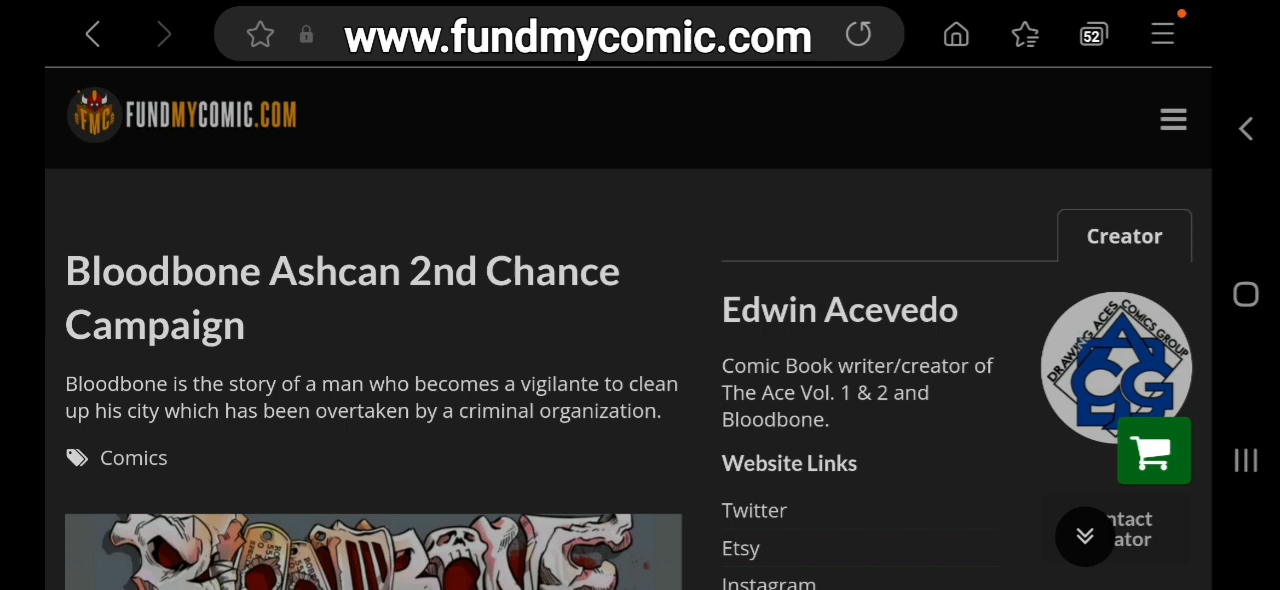 www.fundmycomic.com
52
FMC FUNDMYCOMIC.COM
Creator
Bloodbone Ashcan 2nd Chance
Campaign
Bloodbone is the story of a man who becomes a vigilante to clean
up his city which has been overtaken by a criminal organization.
Comics
BLOODBONE
Edwin Acevedo
Comic Book writer/creator of
The Ace Vol. 1 & 2 and
Bloodbone.
DRAWING ACES COMICS GROUP
ACG
Website Links
Twitter
Etsy
Instagram